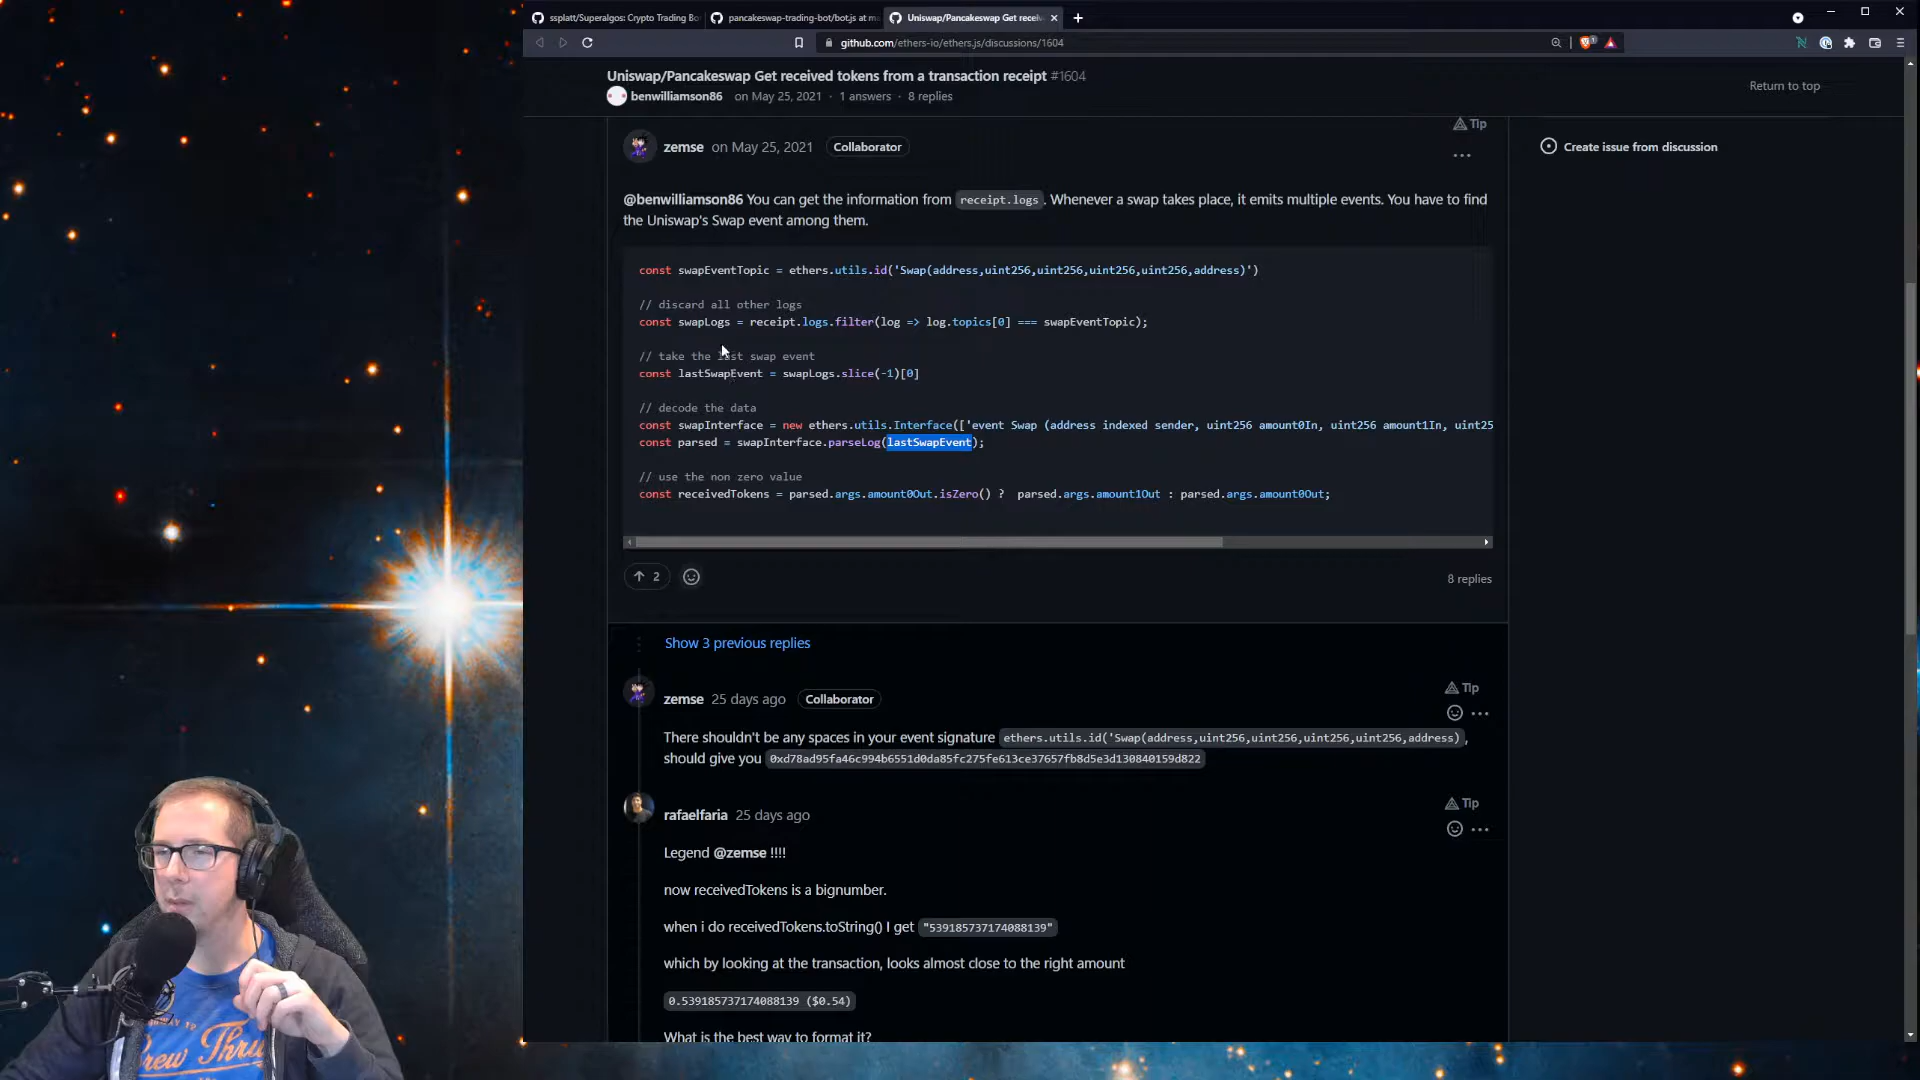 ssplatt/Superalgos: Crypto Trading Bo
pancakeswap-trading-bot/bot.js at ma
Uniswap/Pancakeswap Get receiv
github.com/ethers-io/ethers.js/discussions/1604
Uniswap/Pancakeswap Get received tokens from a transaction receipt #1604
benwilliamson86 on May 25, 2021 · 1 answers · 8 replies
Return to top
Tip
zemse on May 25, 2021 Collaborator
Create issue from discussion
@benwilliamson86 You can get the information from receipt.logs. Whenever a swap takes place, it emits multiple events. You have to find
the Uniswap's Swap event among them.
const swapEventTopic = ethers.utils.id('Swap(address,uint256,uint256,uint256,uint256,address)')
// discard all other logs
const swapLogs = receipt.logs.filter(log => log.topics[0] === swapEventTopic);
// take the last swap event
const lastSwapEvent = swapLogs.slice(-1)[0]
// decode the data
const swapInterface = new ethers.utils.Interface(['event Swap (address indexed sender, uint256 amount0In, uint256 amount1In, uint25
const parsed = swapInterface.parseLog(lastSwapEvent);
// use the non zero value
const receivedTokens = parsed.args.amount0Out.isZero() ?  parsed.args.amount1Out : parsed.args.amount0Out;
2
8 replies
Show 3 previous replies
zemse 25 days ago Collaborator
Tip
There shouldn't be any spaces in your event signature ethers.utils.id('Swap(address,uint256,uint256,uint256,uint256,address),
should give you 0xd78ad95fa46c994b6551d0da85fc275fe613ce37657fb8d5e3d130840159d822
rafaelfaria 25 days ago
Tip
Legend @zemse !!!!
now receivedTokens is a bignumber.
when i do receivedTokens.toString() I get "539185737174088139"
which by looking at the transaction, looks almost close to the right amount
0.539185737174088139 ($0.54)
What is the best way to format it?